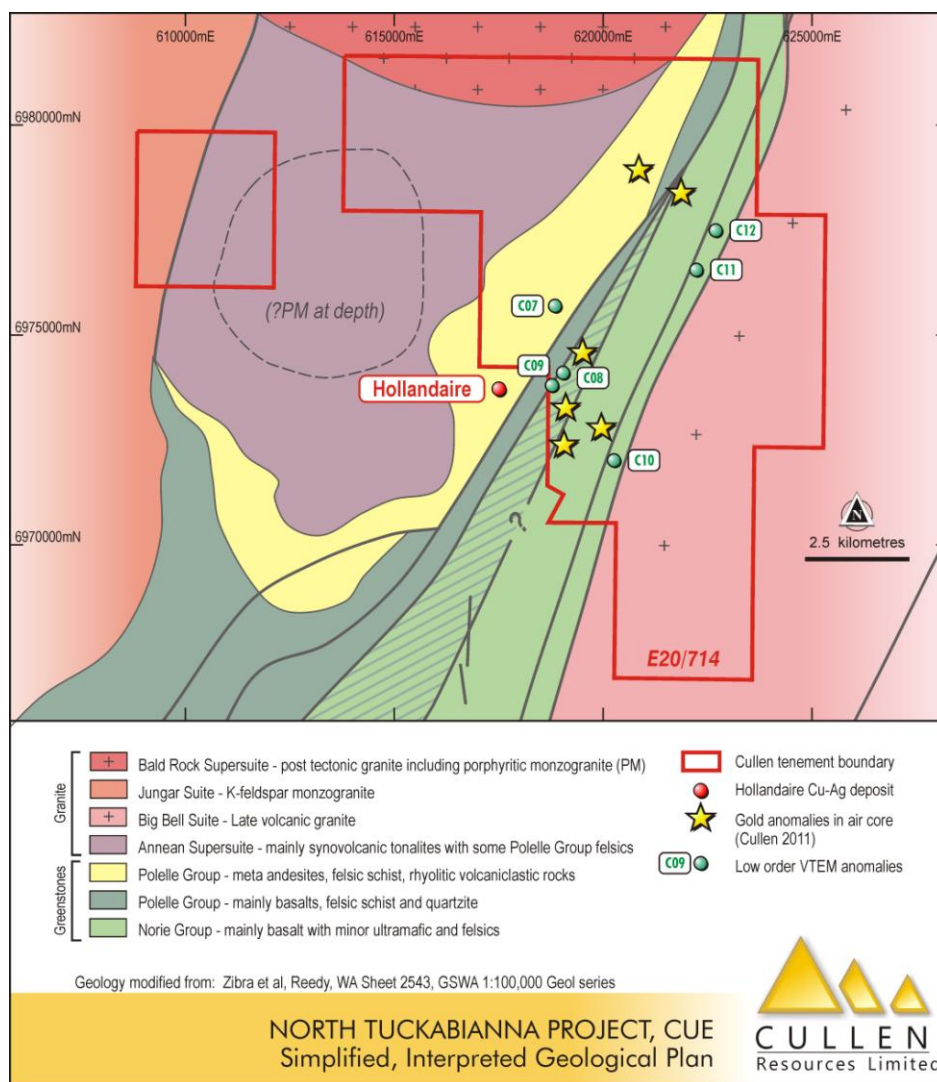 610000mE
615000mE
620000mE
625000mE
6980000mN
6975000mN
6970000mN
(?PM at depth)
C12
C11
C07
C09
C08
Hollandaire
C10
?
N
2.5 kilometres
E20/714
Granite
Bald Rock Supersuite - post tectonic granite including porphyritic monzogranite (PM)
Jungar Suite - K-feldspar monzogranite
Big Bell Suite - Late volcanic granite
Annean Supersuite - mainly synovolcanic tonalites with some Polelle Group felsics
Greenstones
Polelle Group - meta andesites, felsic schist, rhyolitic volcaniclastic rocks
Polelle Group - mainly basalts, felsic schist and quartzite
Norie Group - mainly basalt with minor ultramafic and felsics
Cullen tenement boundary
Hollandaire Cu-Ag deposit
Gold anomalies in air core
(Cullen 2011)
C09
Low order VTEM anomalies
Geology modified from: Zibra et al, Reedy, WA Sheet 2543, GSWA 1:100,000 Geol series
NORTH TUCKABIANNA PROJECT, CUE
Simplified, Interpreted Geological Plan
CULLEN
Resources Limited